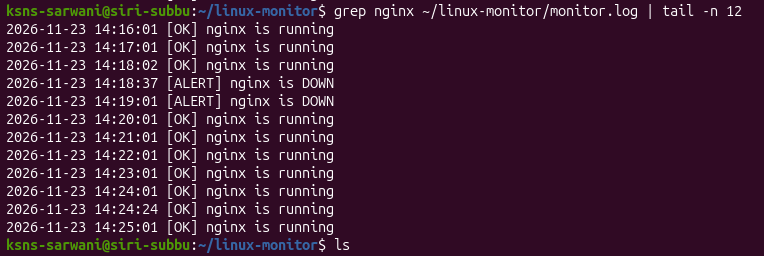 ksns-sarwani@siri-subbu:~/linux-monitor$ grep nginx ~/linux-monitor/monitor.log | tail -n 12
2026-11-23 14:16:01 [OK] nginx is running
2026-11-23 14:17:01 [OK] nginx is running
2026-11-23 14:18:02 [OK] nginx is running
2026-11-23 14:18:37 [ALERT] nginx is DOWN
2026-11-23 14:19:01 [ALERT] nginx is DOWN
2026-11-23 14:20:01 [OK] nginx is running
2026-11-23 14:21:01 [OK] nginx is running
2026-11-23 14:22:01 [OK] nginx is running
2026-11-23 14:23:01 [OK] nginx is running
2026-11-23 14:24:01 [OK] nginx is running
2026-11-23 14:24:24 [OK] nginx is running
2026-11-23 14:25:01 [OK] nginx is running
ksns-sarwani@siri-subbu:~/linux-monitor$ ls